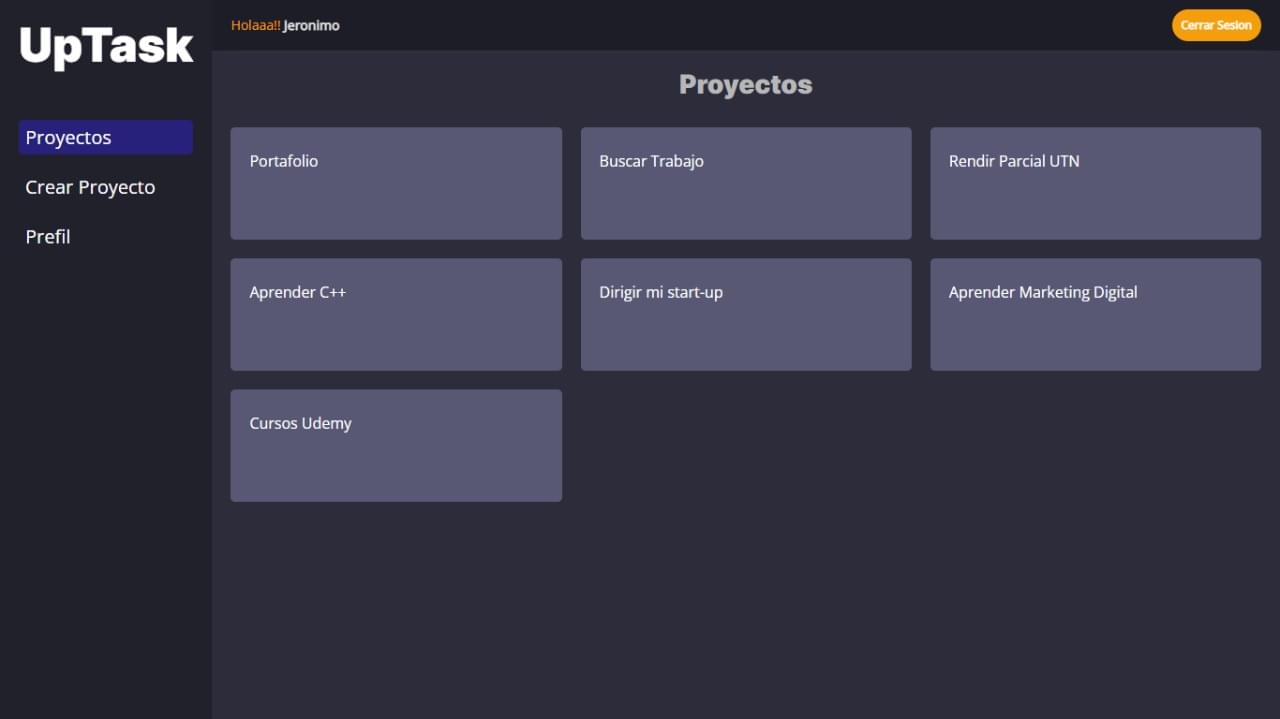 UpTask
Holaaa!! Jeronimo
Cerrar Sesion
Proyectos
Crear Proyecto
Prefil
Proyectos
Portafolio
Buscar Trabajo
Rendir Parcial UTN
Aprender C++
Dirigir mi start-up
Aprender Marketing Digital
Cursos Udemy